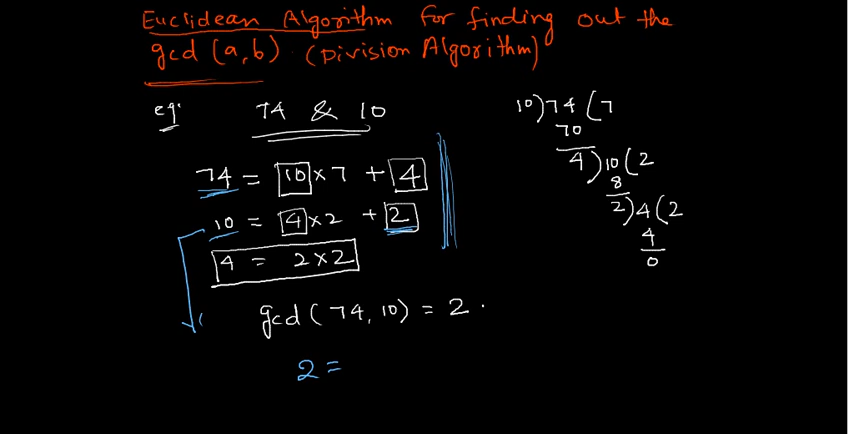 Euclidean Algorithm for finding out the
gcd (a,b). (Division Algorithm)
eg: 74 & 10
74 = 10 × 7 + 4
10 = 4 × 2 + 2
4 = 2 × 2
gcd (74, 10) = 2.
2 =
10) 74 (7
70
4) 10 (2
8
2) 4 (2
4
0